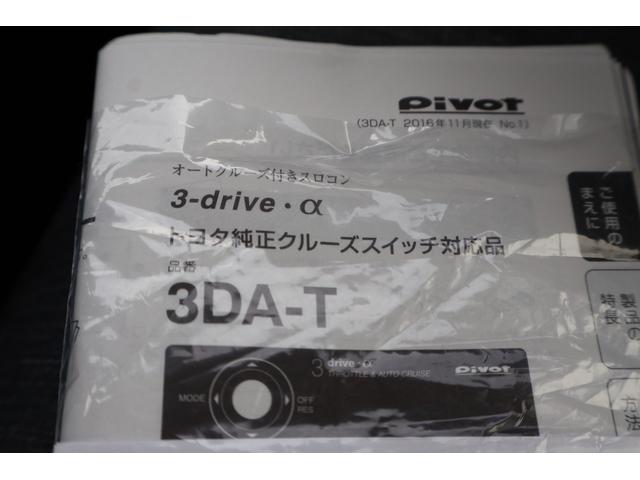 pivot
(3DA-T 2016年11月現在 No.1)
オートクルーズ付きスロコン
3-drive・α
トヨタ純正クルーズスイッチ対応品
品番
3DA-T
ご使用の
まえに
製品の
特長
3 drive・α
THROTTLE & AUTO CRUISE
pivot
MODE
OFF
RES